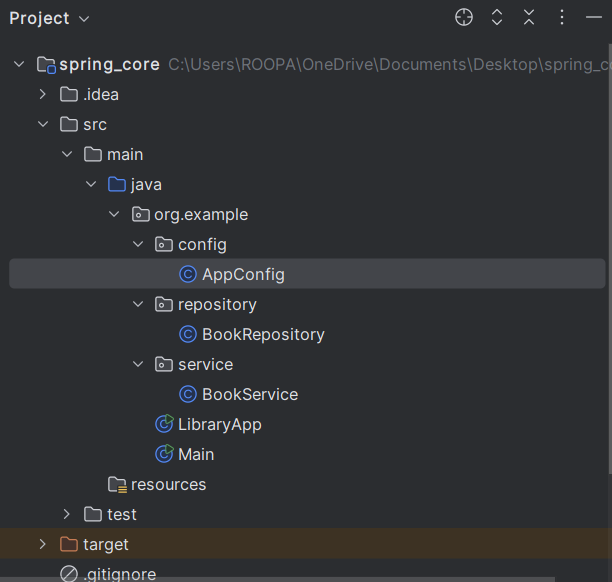 Project
spring_core C:\Users\ROOPA\OneDrive\Documents\Desktop\spring_c
.idea
src
main
java
org.example
config
AppConfig
repository
BookRepository
service
BookService
LibraryApp
Main
resources
test
target
.gitignore